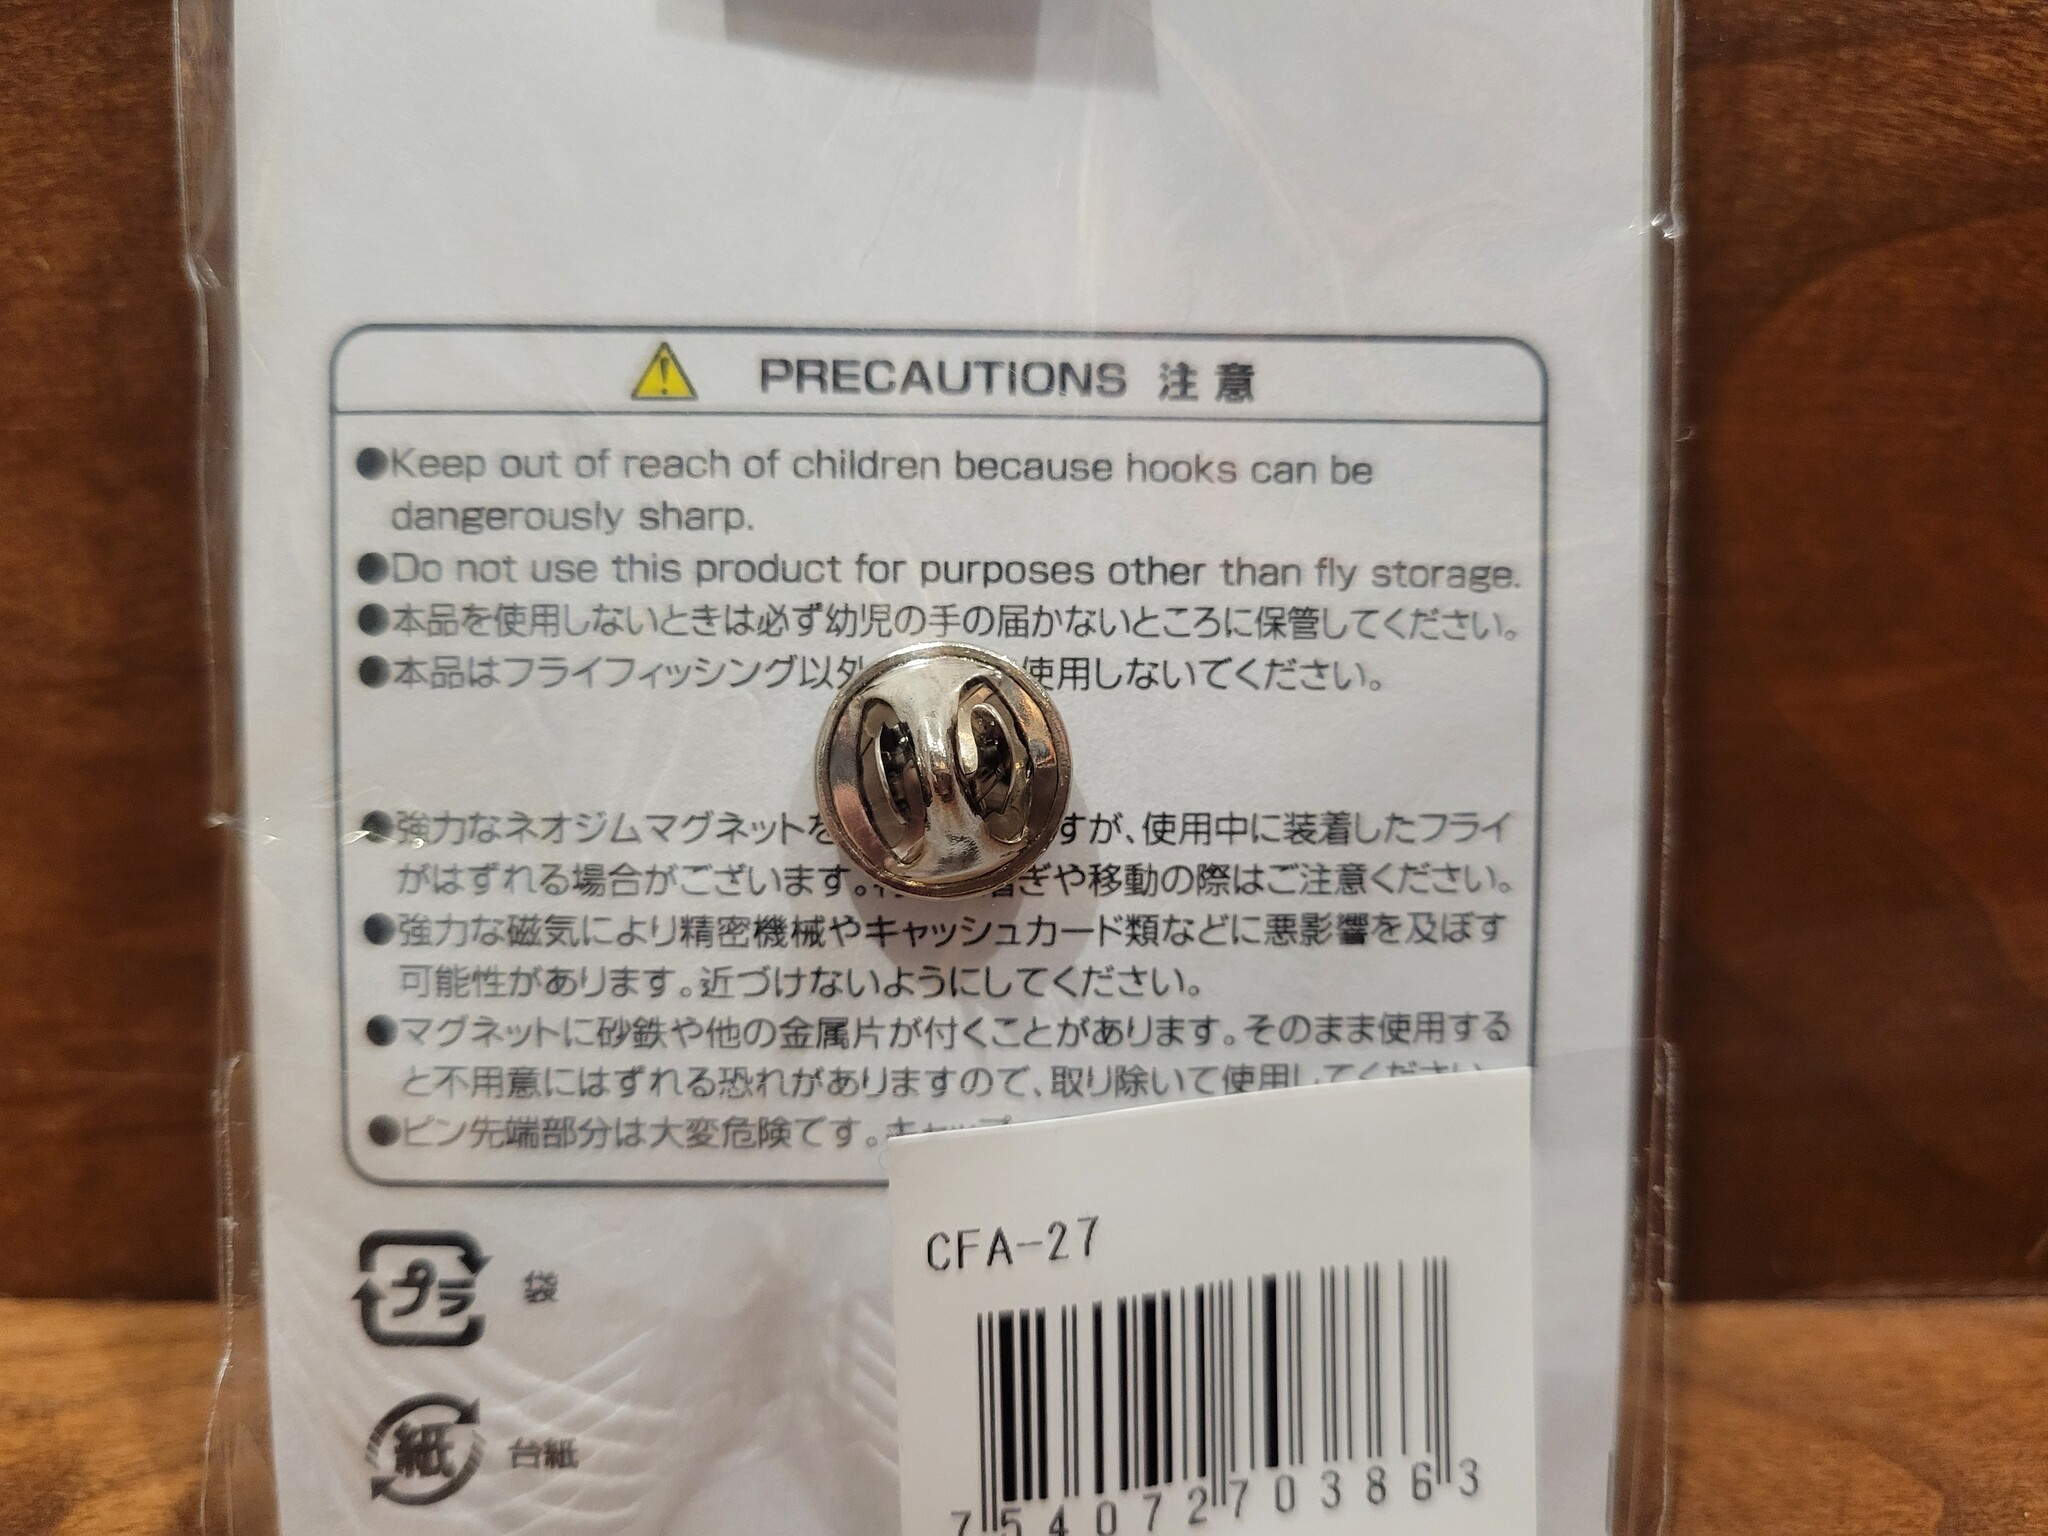 PRECAUTIONS 注意
●Keep out of reach of children because hooks can be
dangerously sharp.
●Do not use this product for purposes other than fly storage.
●本品を使用しないときは必ず幼児の手の届かないところに保管してください。
●本品はフライフィッシング以外 使用しないでください。
●強力なネオジムマグネットを すが、使用中に装着したフライ
がはずれる場合がございます。 着ぎや移動の際はご注意ください。
●強力な磁気により精密機械やキャッシュカード類などに悪影響を及ぼす
可能性があります。近づけないようにしてください。
●マグネットに砂鉄や他の金属片が付くことがあります。そのまま使用する
と不用意にはずれる恐れがありますので、取り除いて使用してください。
●ピン先端部分は大変危険です。キャップ
プラ 袋
紙 台紙
CFA-27
7 54072 70386 3